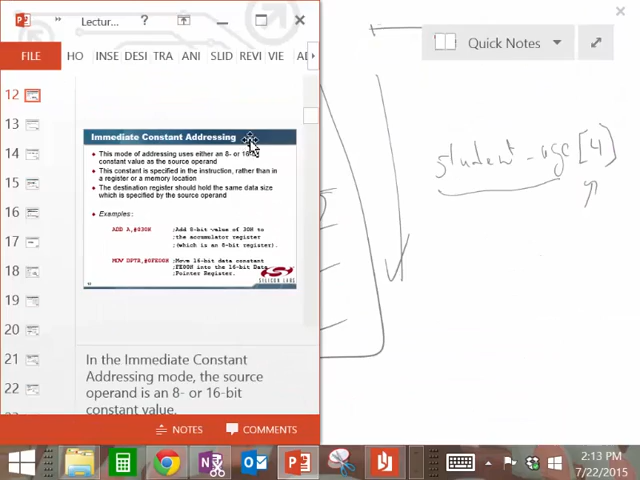 Lectur... ?
FILE HO INSE DESI TRA ANI SLID REVI VIE AD
12
13
14
15
16
17
18
19
20
21
22
Immediate Constant Addressing
This mode of addressing uses either an 8- or 16-bit
constant value as the source operand
This constant is specified in the instruction, rather than in
a register or a memory location
The destination register should hold the same data size
which is specified by the source operand
Examples:
ADD A,#030H ;Add 8-bit value of 30H to
;the accumulator register
;(which is an 8-bit register).
MOV DPTR,#0FE00H ;Move 16-bit data constant
;FE00H into the 16-bit Data
;Pointer Register.
SILICON LABS
In the Immediate Constant
Addressing mode, the source
operand is an 8- or 16-bit
constant value.
NOTES COMMENTS
Quick Notes
student-age [4]
2:13 PM
7/22/2015